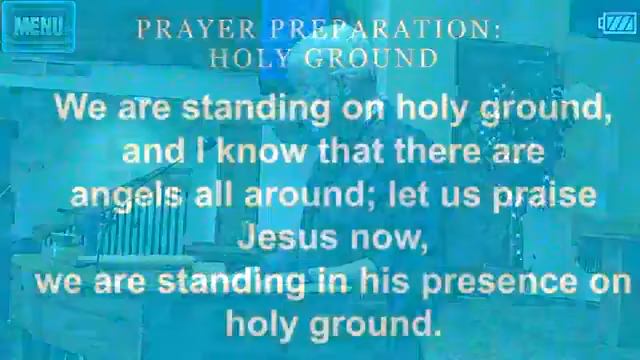 MENU
PRAYER PREPARATION:
HOLY GROUND
We are standing on holy ground,
and I know that there are
angels all around; let us praise
Jesus now,
we are standing in his presence on
holy ground.